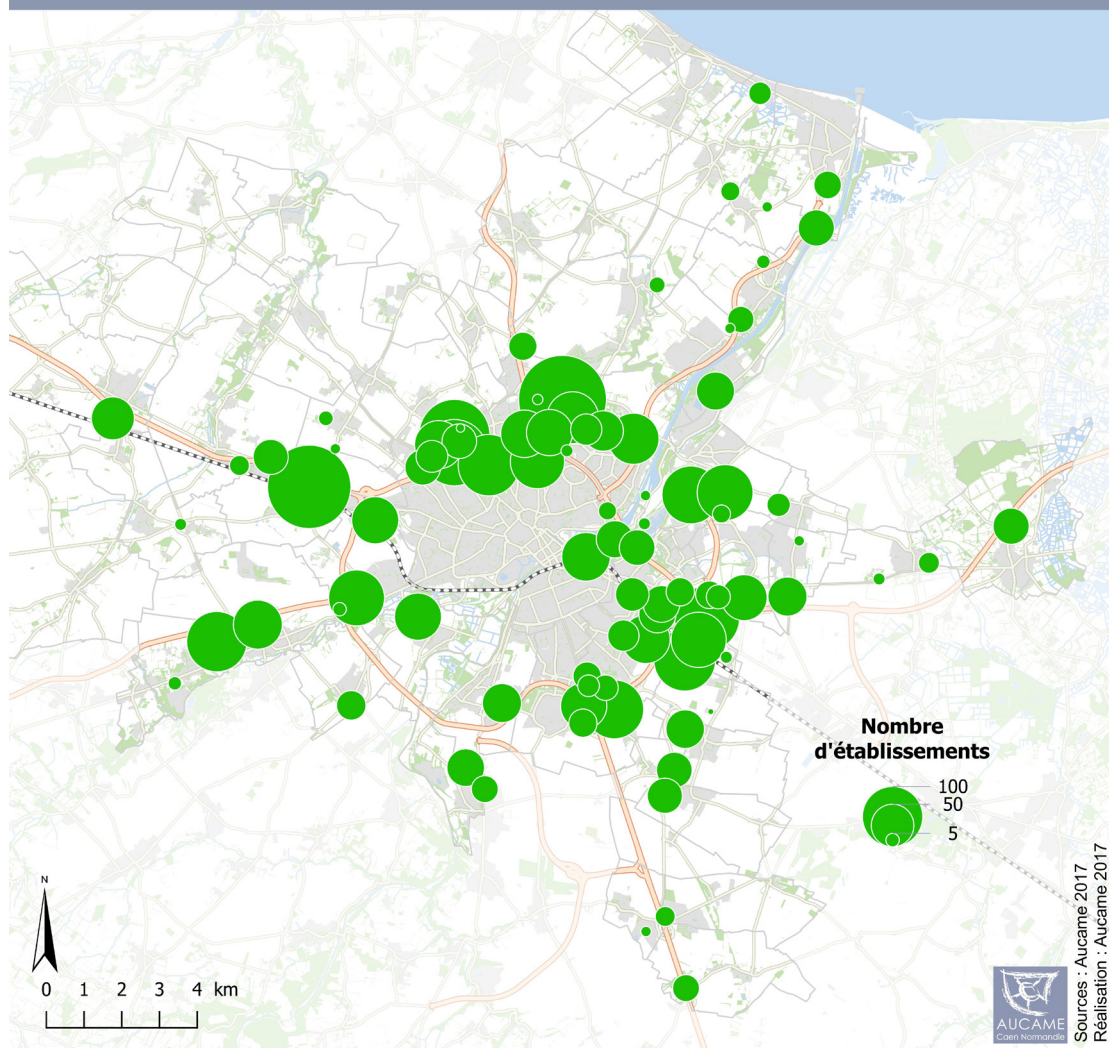 Nombre
d'établissements
100
50
5
N
0 1 2 3 4 km
AUCAME
Caen Normandie
Sources : Aucame 2017
Réalisation : Aucame 2017